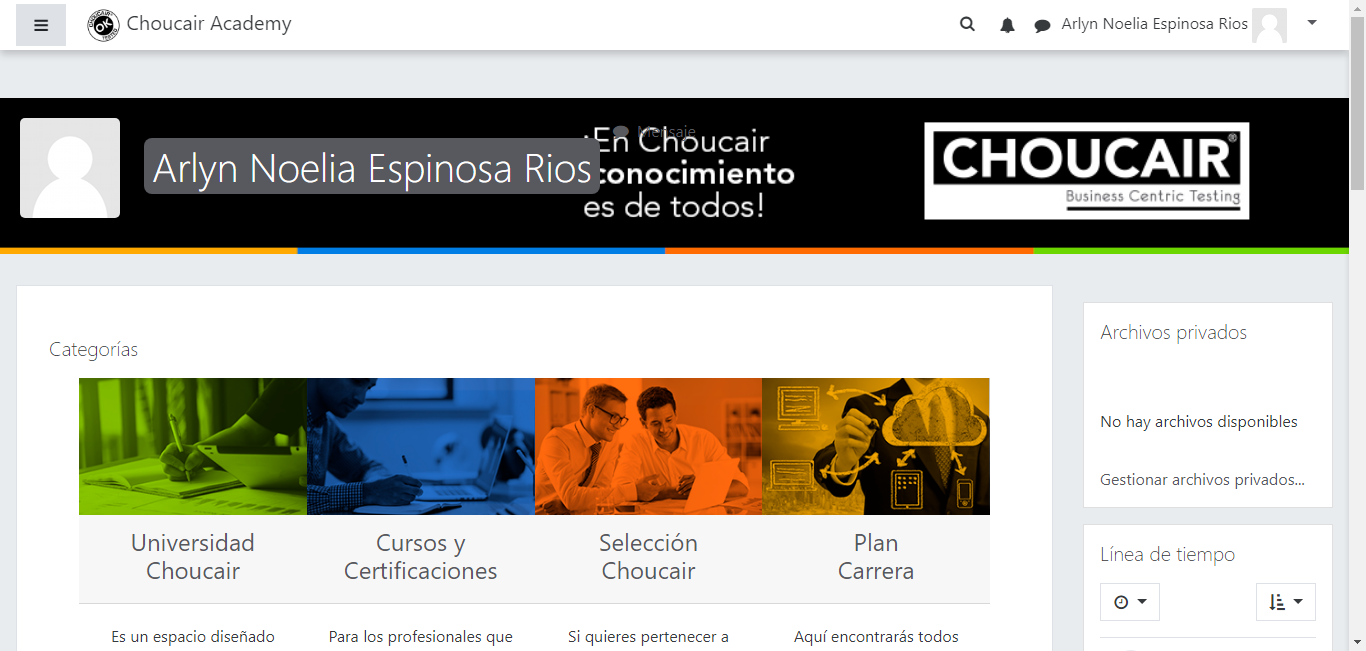 Choucair Academy
Arlyn Noelia Espinosa Rios
Mensaje
Arlyn Noelia Espinosa Rios
¡En Choucair
conocimiento
es de todos!
CHOUCAIR®
Business Centric Testing
Categorías
Universidad
Choucair
Cursos y
Certificaciones
Selección
Choucair
Plan
Carrera
Es un espacio diseñado
Para los profesionales que
Si quieres pertenecer a
Aquí encontrarás todos
Archivos privados
No hay archivos disponibles
Gestionar archivos privados...
Línea de tiempo